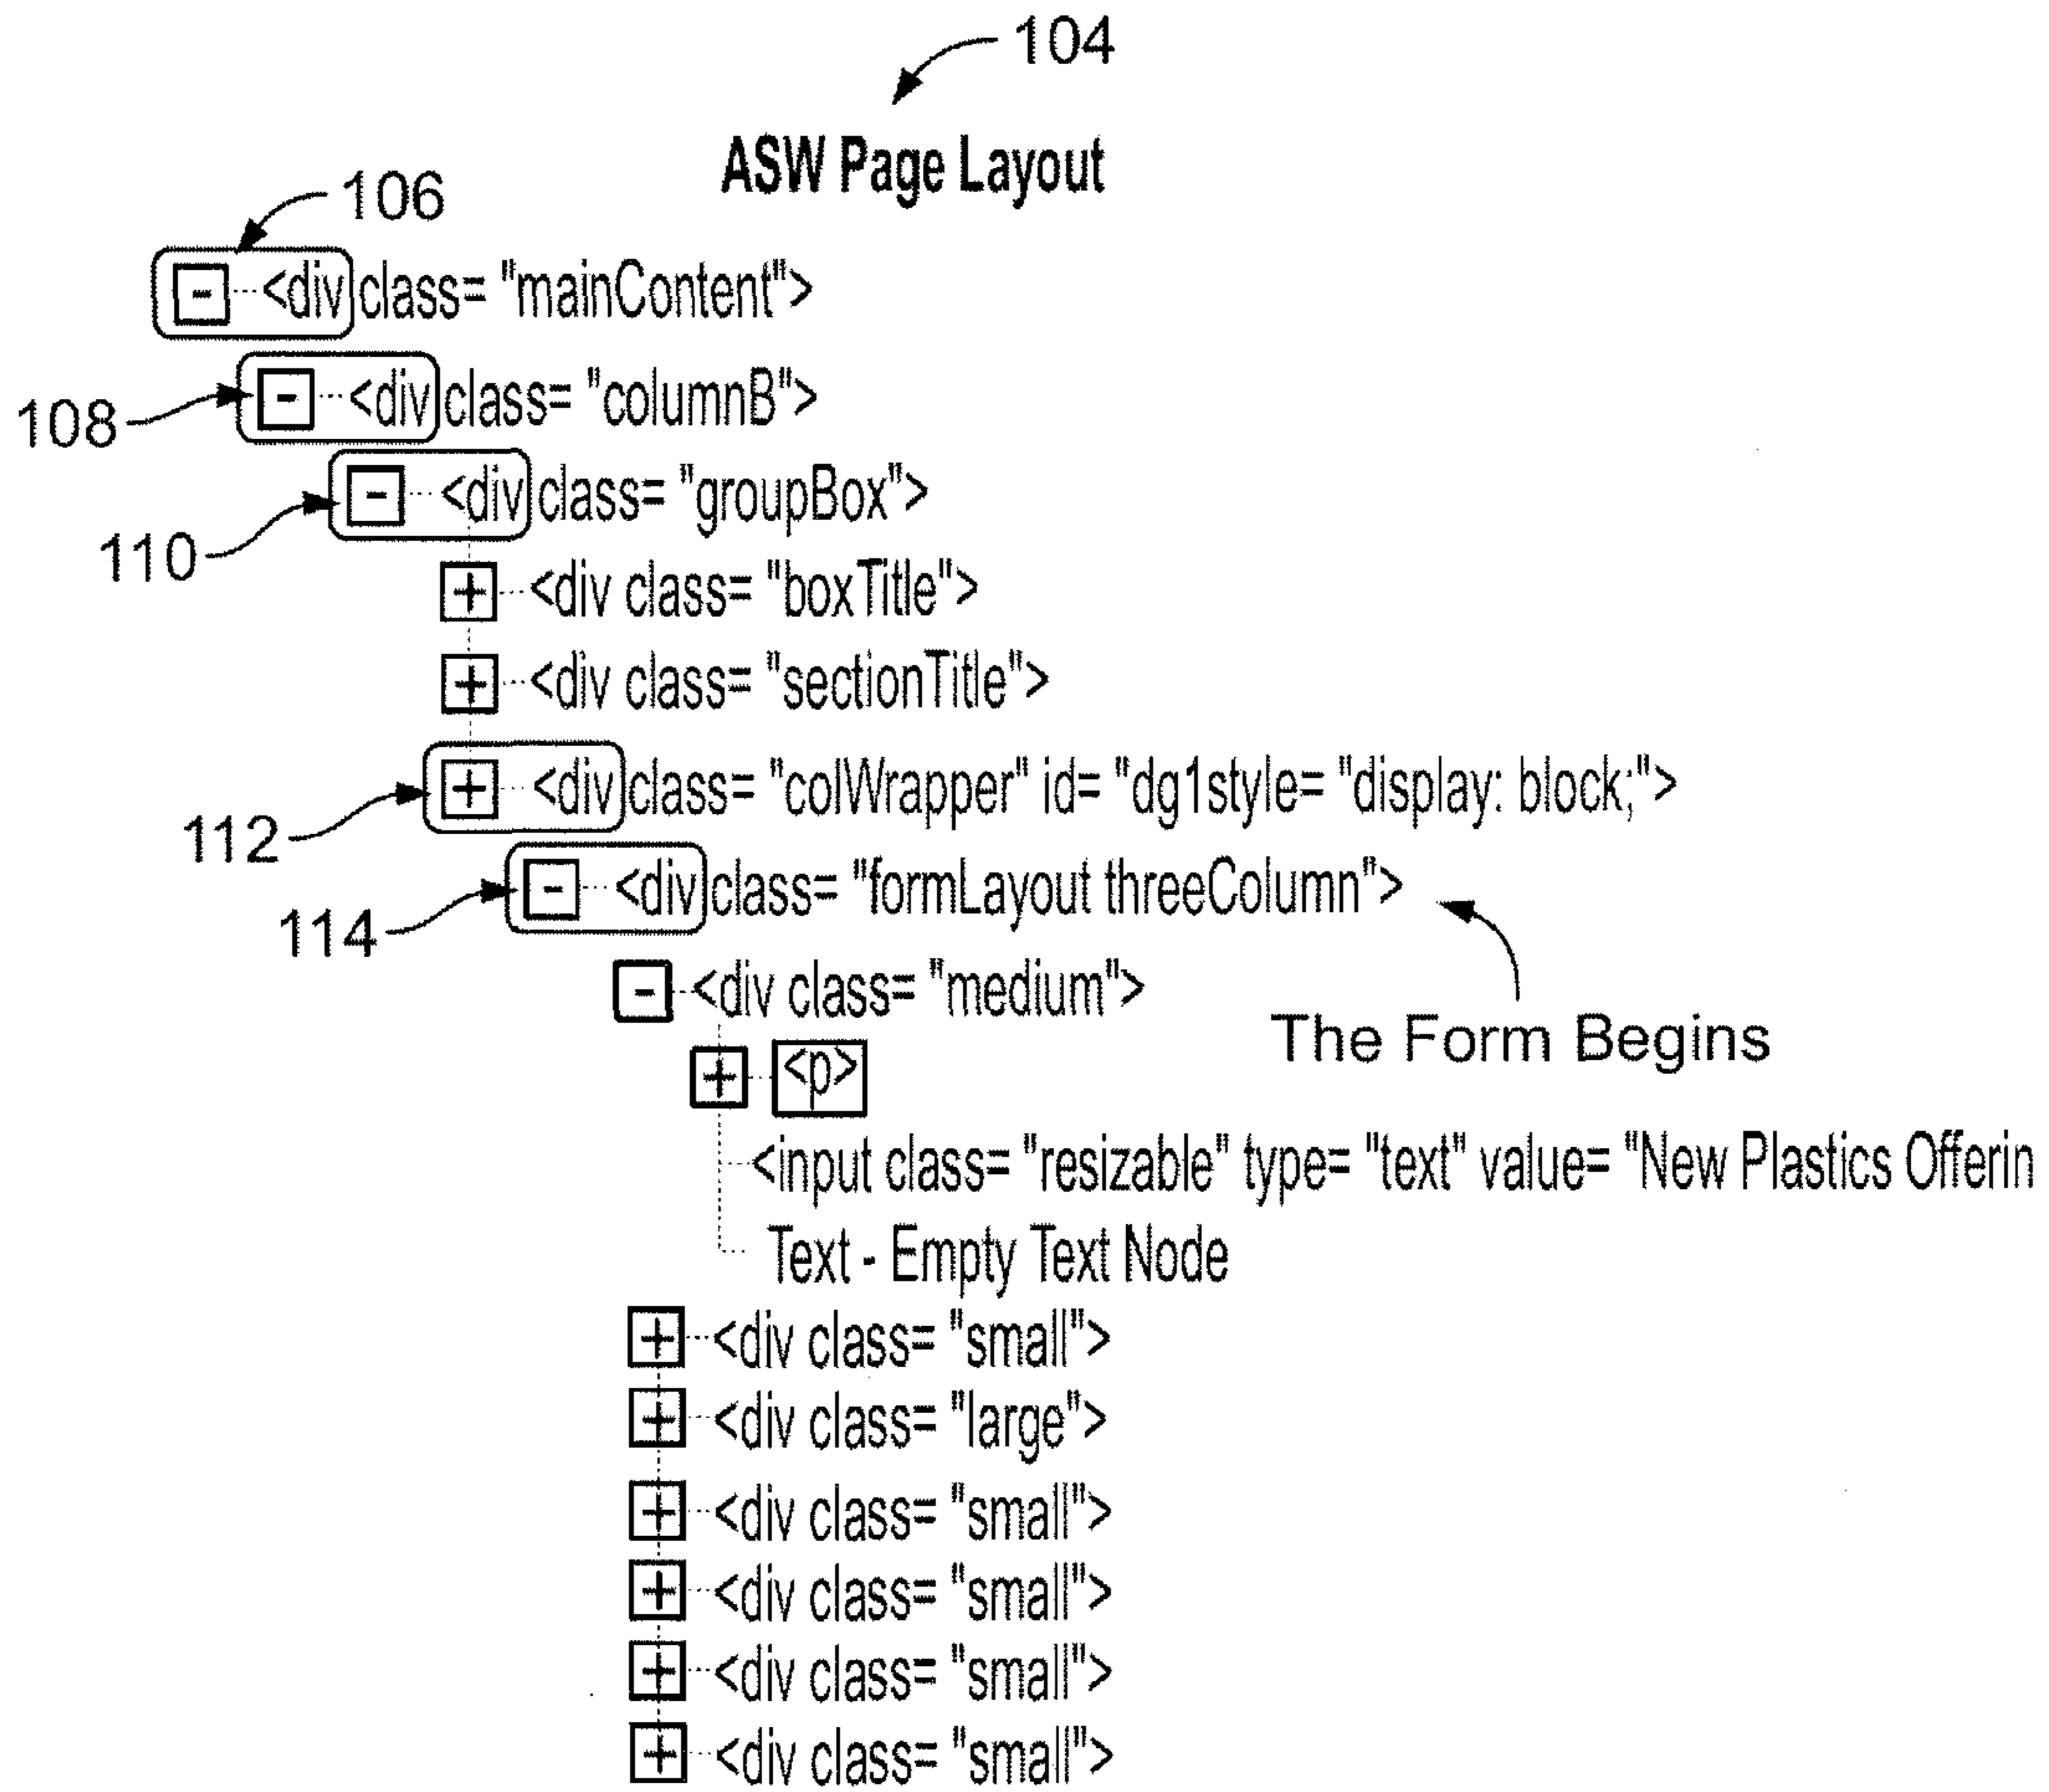 104
ASW Page Layout
106
- <div class= "mainContent">
- <div class= "columnB">
108
- <div class= "groupBox">
110
+ <div class= "boxTitle">
+ <div class= "sectionTitle">
+ <div class= "colWrapper" id= "dg1style= "display: block;">
112
- <div class= "formLayout threeColumn">
114
- <div class= "medium">
The Form Begins
+ <p>
<input class= "resizable" type= "text" value= "New Plastics Offerin
Text - Empty Text Node
+ <div class= "small">
+ <div class= "large">
+ <div class= "small">
+ <div class= "small">
+ <div class= "small">
+ <div class= "small">